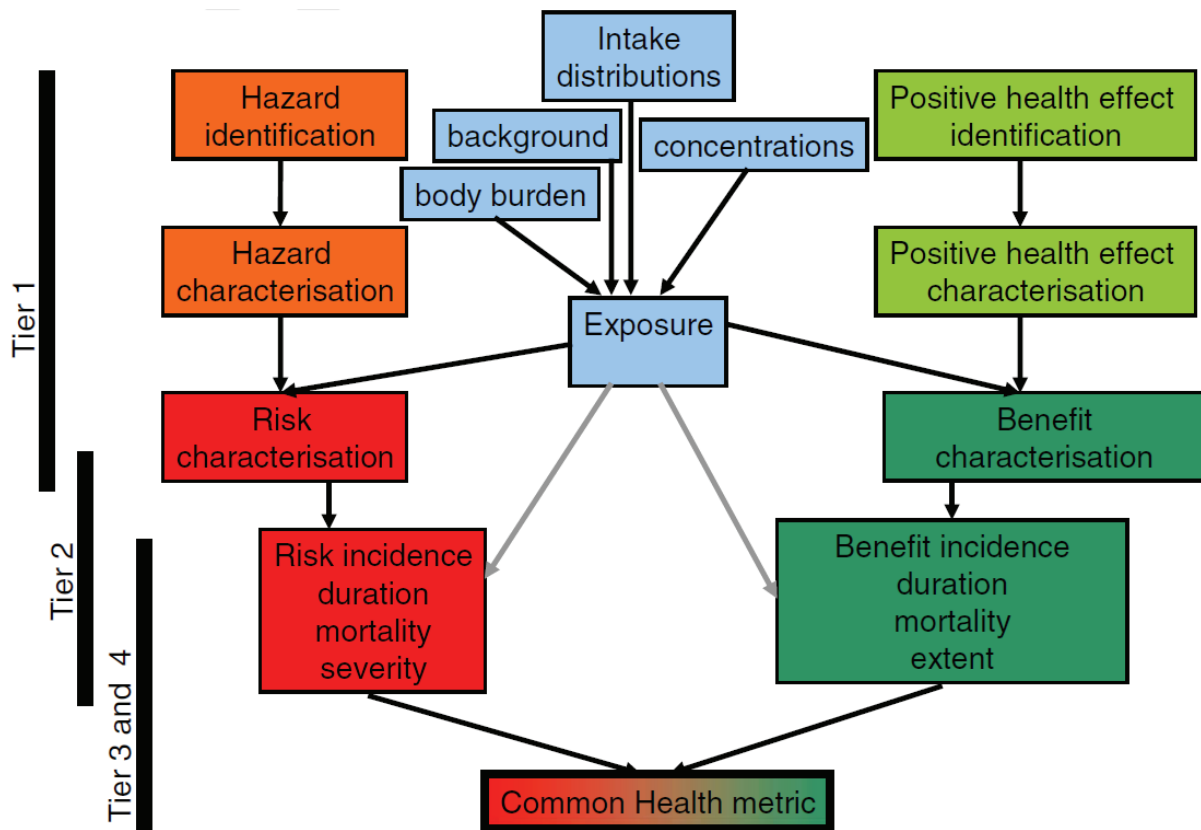 Intake
distributions
Hazard
identification
background
concentrations
Positive health effect
identification
body burden
Hazard
characterisation
Positive health effect
characterisation
Exposure
Risk
characterisation
Benefit
characterisation
Risk incidence
duration
mortality
severity
Benefit incidence
duration
mortality
extent
Common Health metric
Tier 1
Tier 2
Tier 3 and 4